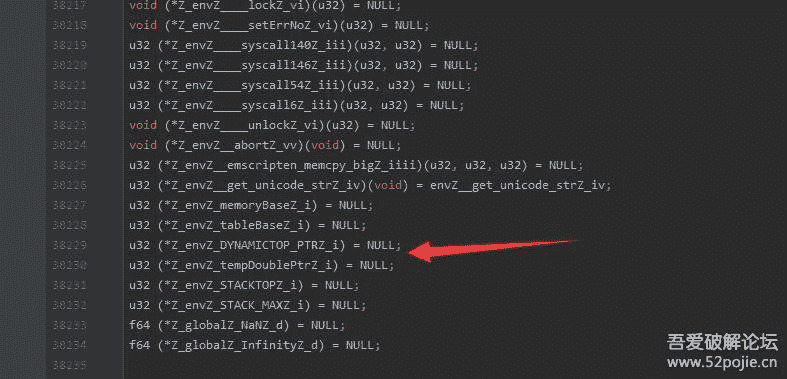 38217 void (*Z_envZ____lockZ_vi)(u32) = NULL;
38218 void (*Z_envZ____setErrNoZ_vi)(u32) = NULL;
38219 u32 (*Z_envZ____syscall140Z_iii)(u32, u32) = NULL;
38220 u32 (*Z_envZ____syscall146Z_iii)(u32, u32) = NULL;
38221 u32 (*Z_envZ____syscall54Z_iii)(u32, u32) = NULL;
38222 u32 (*Z_envZ____syscall6Z_iii)(u32, u32) = NULL;
38223 void (*Z_envZ____unlockZ_vi)(u32) = NULL;
38224 void (*Z_envZ__abortZ_vv)(void) = NULL;
38225 u32 (*Z_envZ__emscripten_memcpy_bigZ_iiii)(u32, u32, u32) = NULL;
38226 u32 (*Z_envZ__get_unicode_strZ_iv)(void) = envZ__get_unicode_strZ_iv;
38227 u32 (*Z_envZ_memoryBaseZ_i) = NULL;
38228 u32 (*Z_envZ_tableBaseZ_i) = NULL;
38229 u32 (*Z_envZ_DYNAMICTOP_PTRZ_i) = NULL;
38230 u32 (*Z_envZ_tempDoublePtrZ_i) = NULL;
38231 u32 (*Z_envZ_STACKTOPZ_i) = NULL;
38232 u32 (*Z_envZ_STACK_MAXZ_i) = NULL;
38233 f64 (*Z_globalZ_NaNZ_d) = NULL;
38234 f64 (*Z_globalZ_InfinityZ_d) = NULL;
38235
吾爱破解论坛
www.52pojie.cn